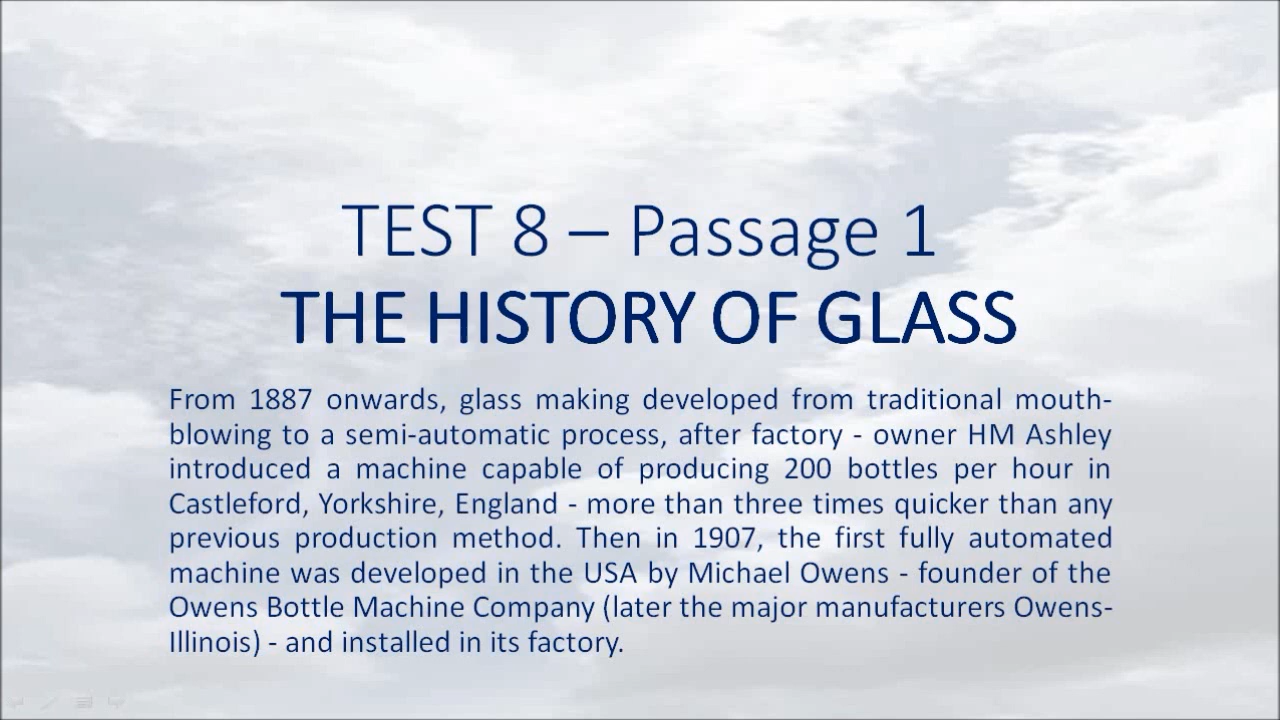 TEST 8 – Passage 1
THE HISTORY OF GLASS
From 1887 onwards, glass making developed from traditional mouth-
blowing to a semi-automatic process, after factory - owner HM Ashley
introduced a machine capable of producing 200 bottles per hour in
Castleford, Yorkshire, England - more than three times quicker than any
previous production method. Then in 1907, the first fully automated
machine was developed in the USA by Michael Owens - founder of the
Owens Bottle Machine Company (later the major manufacturers Owens-
Illinois) - and installed in its factory.